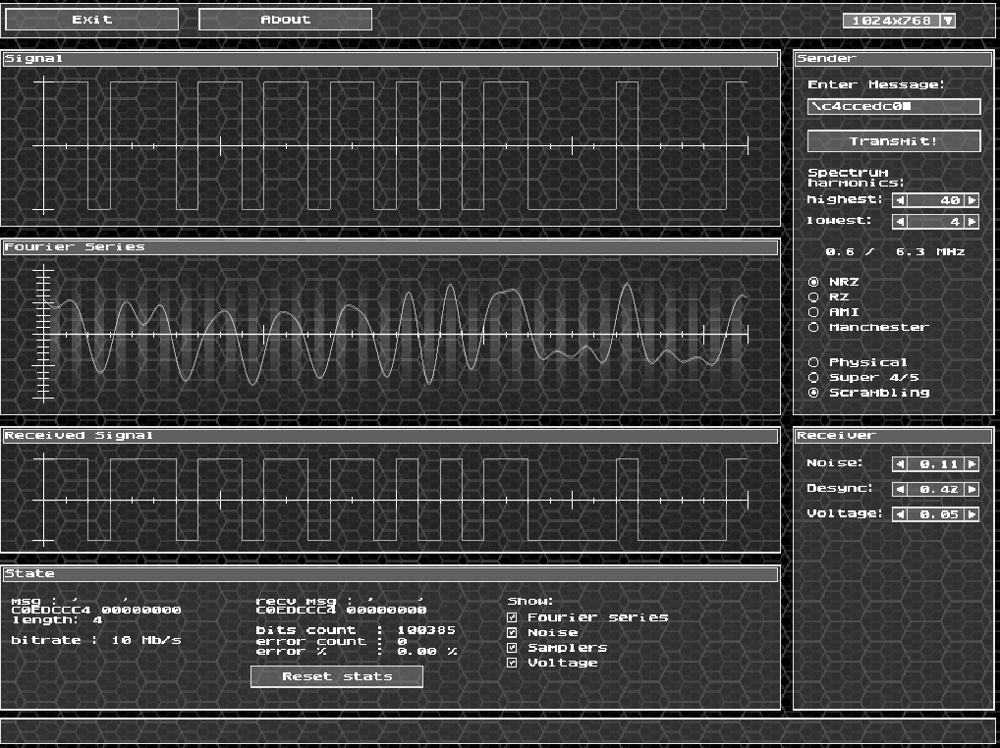 Exit
About
1024x768
Signal
Sender
Enter Message:
\c4ccedc0
Transmit!
Spectrum
harmonics:
highest: 40
lowest: 4
0.6 / 6.3 MHz
NRZ
RZ
AMI
Manchester
Physical
Super 4/5
Scrambling
Fourier Series
Received Signal
Receiver
Noise: 0.11
Desync: 0.42
Voltage: 0.05
State
msg : ' '
C0EDCCC4 00000000
length: 4
bitrate : 10 Mb/s
recv msg : ' '
C0EDCCC4 00000000
bits count : 100385
error count : 0
error % : 0.00 %
Reset stats
Show:
Fourier series
Noise
Samplers
Voltage